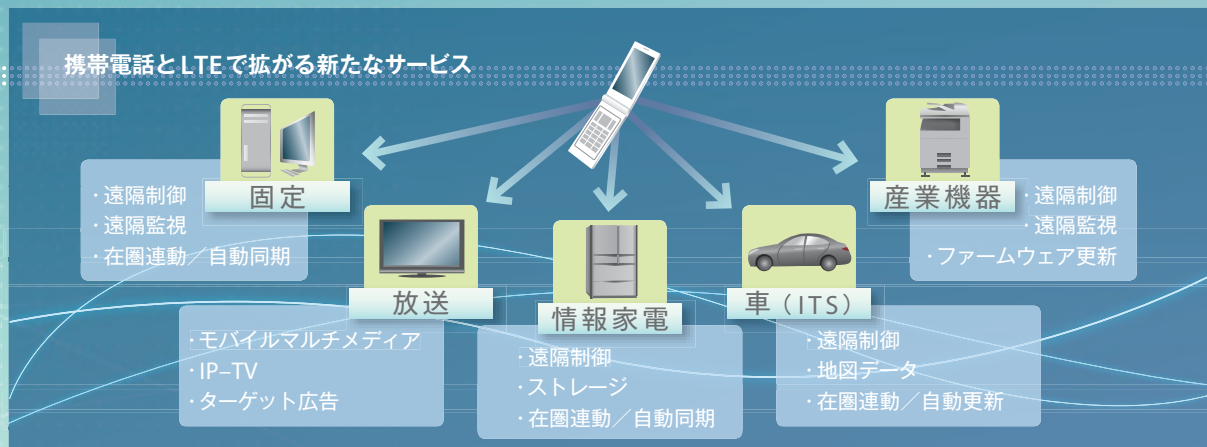 携帯電話とLTEで拡がる新たなサービス
固定
・遠隔制御
・遠隔監視
・在圏連動／自動同期
放送
・モバイルマルチメディア
・IP−TV
・ターゲット広告
情報家電
・遠隔制御
・ストレージ
・在圏連動／自動同期
車（ITS）
・遠隔制御
・地図データ
・在圏連動／自動更新
産業機器
・遠隔制御
・遠隔監視
・ファームウェア更新